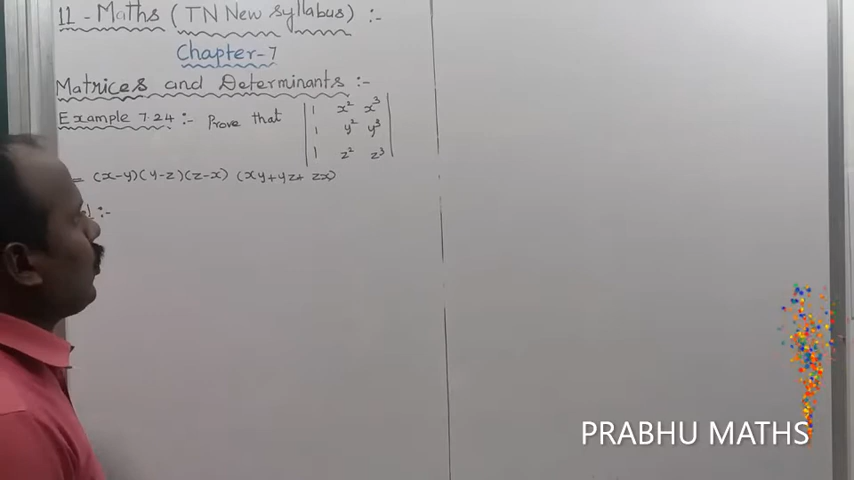 11 - Maths (TN New syllabus) :-
Chapter-7
Matrices and Determinants :-
Example 7.24 :- Prove that | 1 x² x³ |
| 1 y² y³ |
| 1 z² z³ |
= (x-y)(y-z)(z-x) (xy+yz+zx)
:-
PRABHU MATHS